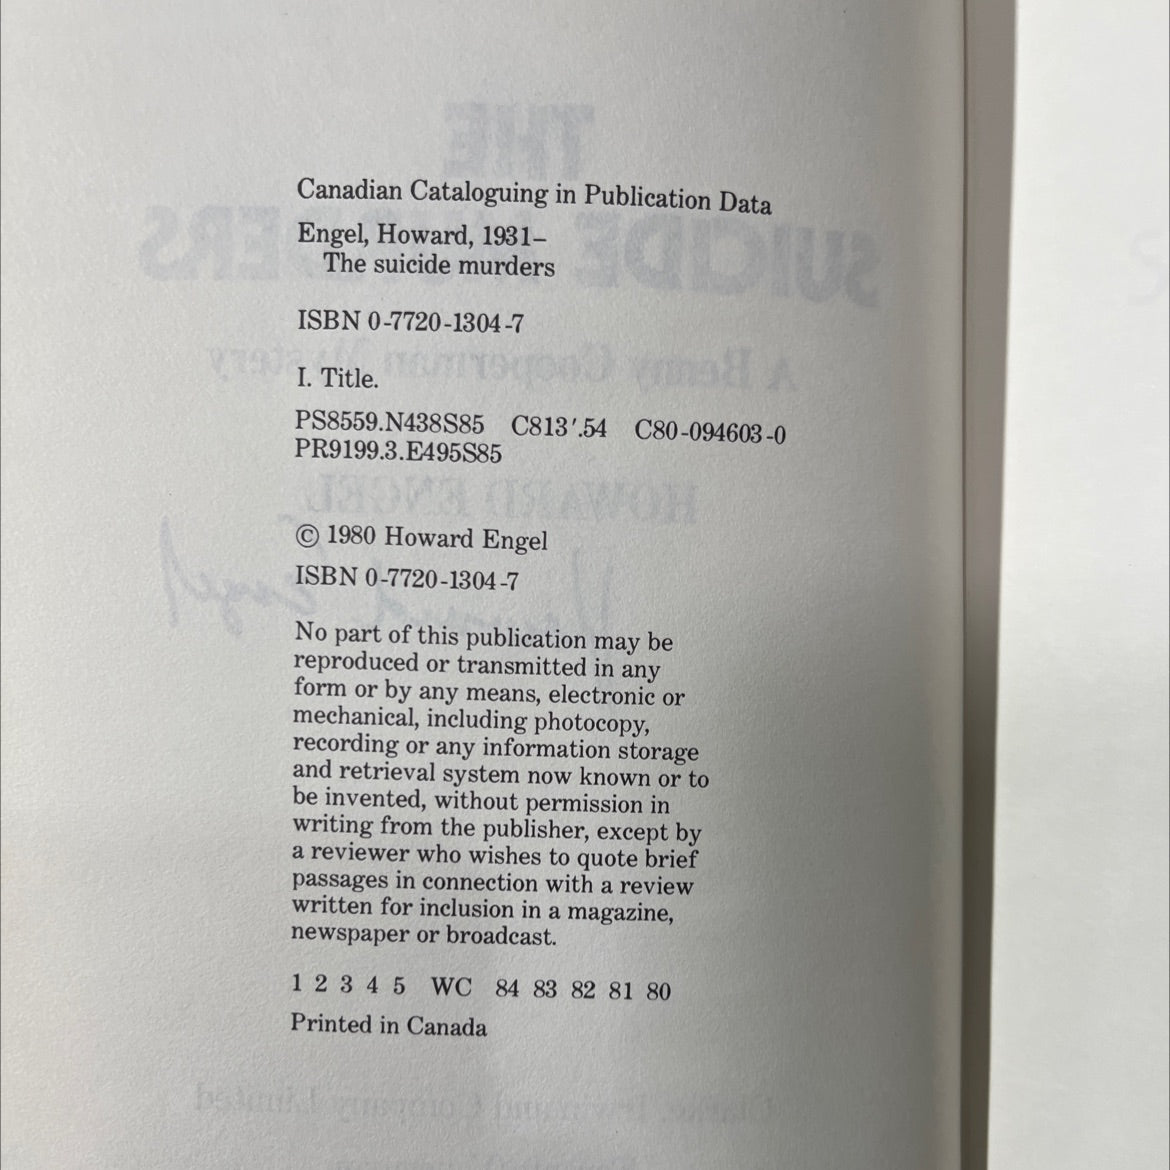 Canadian Cataloguing in Publication Data
Engel, Howard, 1931–
The suicide murders
ISBN 0-7720-1304-7
I. Title.
PS8559.N438S85 C813′.54 C80-094603-0
PR9199.3.E495S85
© 1980 Howard Engel
ISBN 0-7720-1304-7
No part of this publication may be
reproduced or transmitted in any
form or by any means, electronic or
mechanical, including photocopy,
recording or any information storage
and retrieval system now known or to
be invented, without permission in
writing from the publisher, except by
a reviewer who wishes to quote brief
passages in connection with a review
written for inclusion in a magazine,
newspaper or broadcast.
1 2 3 4 5 WC 84 83 82 81 80
Printed in Canada